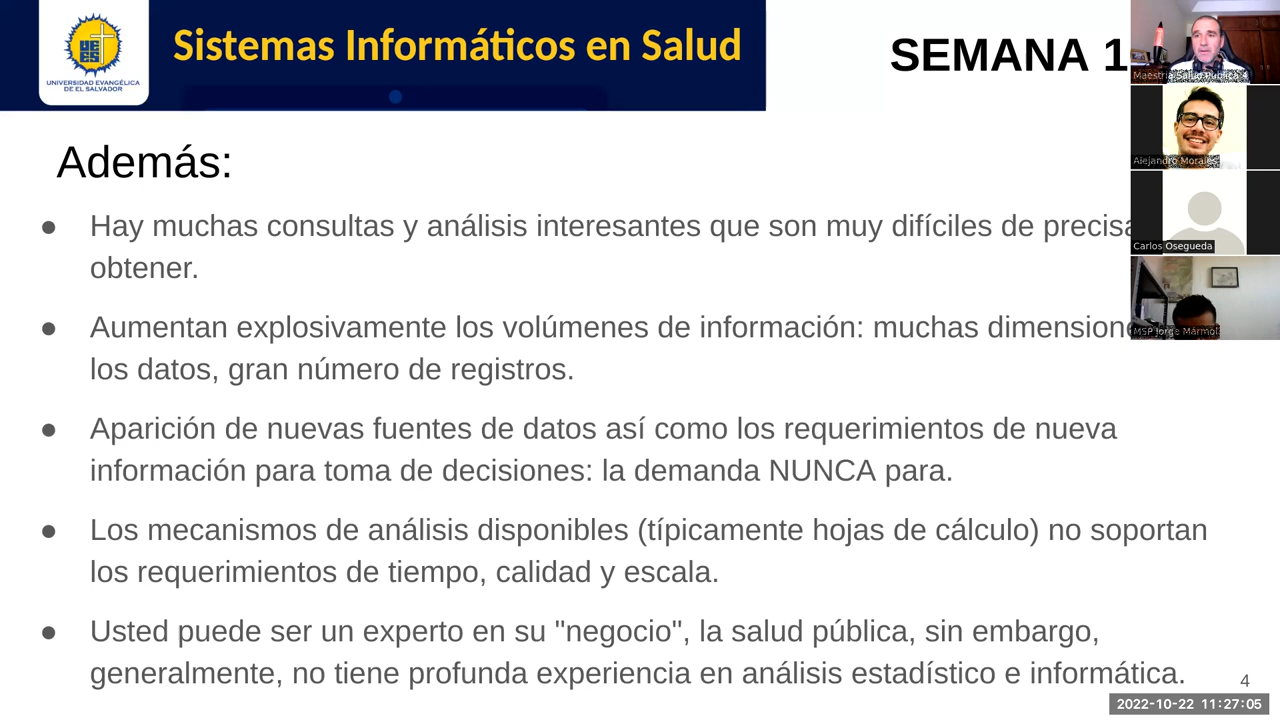 UNIVERSIDAD EVANGÉLICA
DE EL SALVADOR
Sistemas Informáticos en Salud
SEMANA 1
Además:
● Hay muchas consultas y análisis interesantes que son muy difíciles de
obtener.
● Aumentan explosivamente los volúmenes de información: muchas
los datos, gran número de registros.
● Aparición de nuevas fuentes de datos así como los requerimientos de nueva
información para toma de decisiones: la demanda NUNCA para.
● Los mecanismos de análisis disponibles (típicamente hojas de cálculo) no soportan
los requerimientos de tiempo, calidad y escala.
● Usted puede ser un experto en su "negocio", la salud pública, sin embargo,
generalmente, no tiene profunda experiencia en análisis estadístico e informática.
4
Maestria Salud Publica 4
Alejandro Morales
Carlos Osegueda
MSP Jorge Mármol
2022-10-22 11:27:05